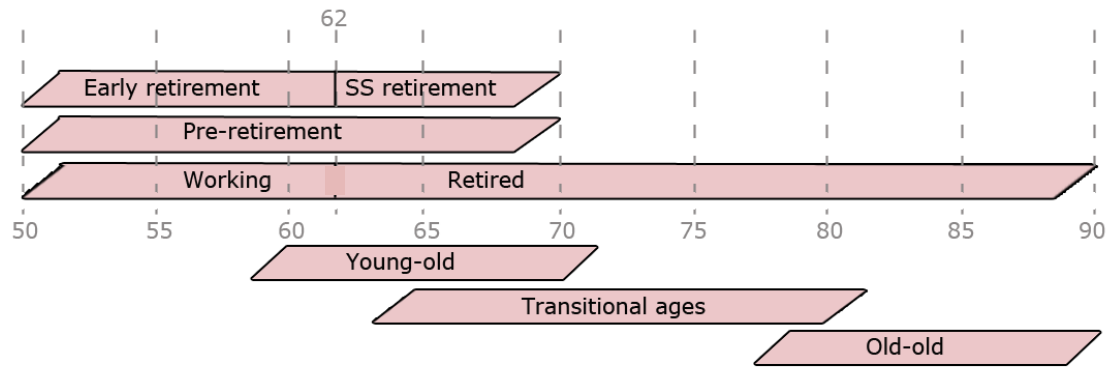 62
Early retirement SS retirement
Pre-retirement
Working Retired
50 55 60 65 70 75 80 85 90
Young-old
Transitional ages
Old-old